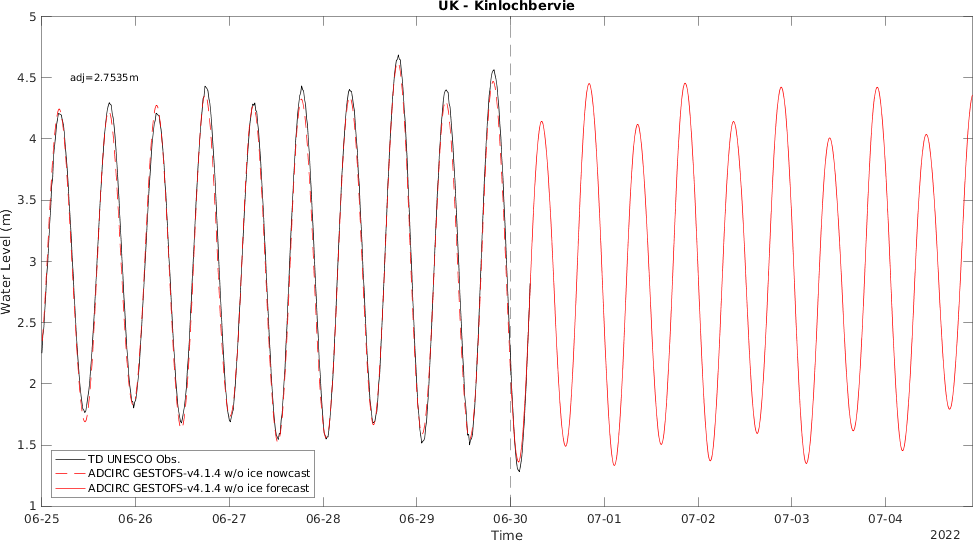 UK - Kinlochbervie
adj=2.7535m
5
4.5
4
3.5
3
2.5
2
1.5
1
Water Level (m)
TD UNESCO Obs.
ADCIRC GESTOFS-v4.1.4 w/o ice nowcast
ADCIRC GESTOFS-v4.1.4 w/o ice forecast
06-25 06-26 06-27 06-28 06-29 06-30 07-01 07-02 07-03 07-04
Time
2022